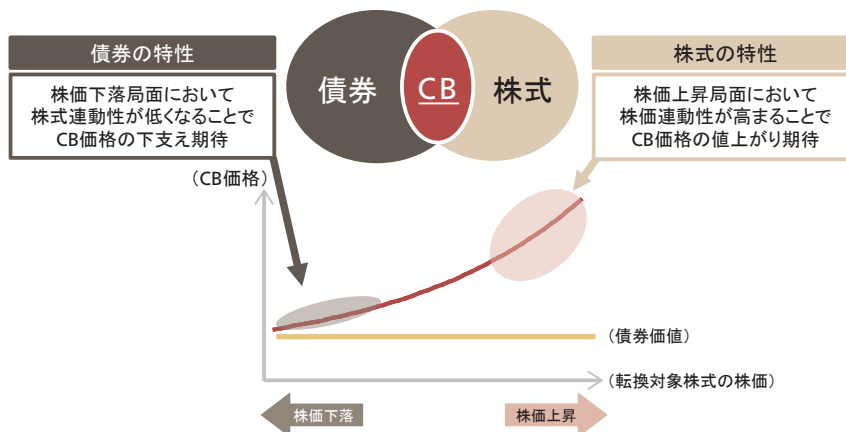 債券の特性
株価下落局面において
株式連動性が低くなることで
CB価格の下支え期待
債券
CB
株式
株式の特性
株価上昇局面において
株価連動性が高まることで
CB価格の値上がり期待
(CB価格)
(債券価値)
(転換対象株式の株価)
株価下落
株価上昇